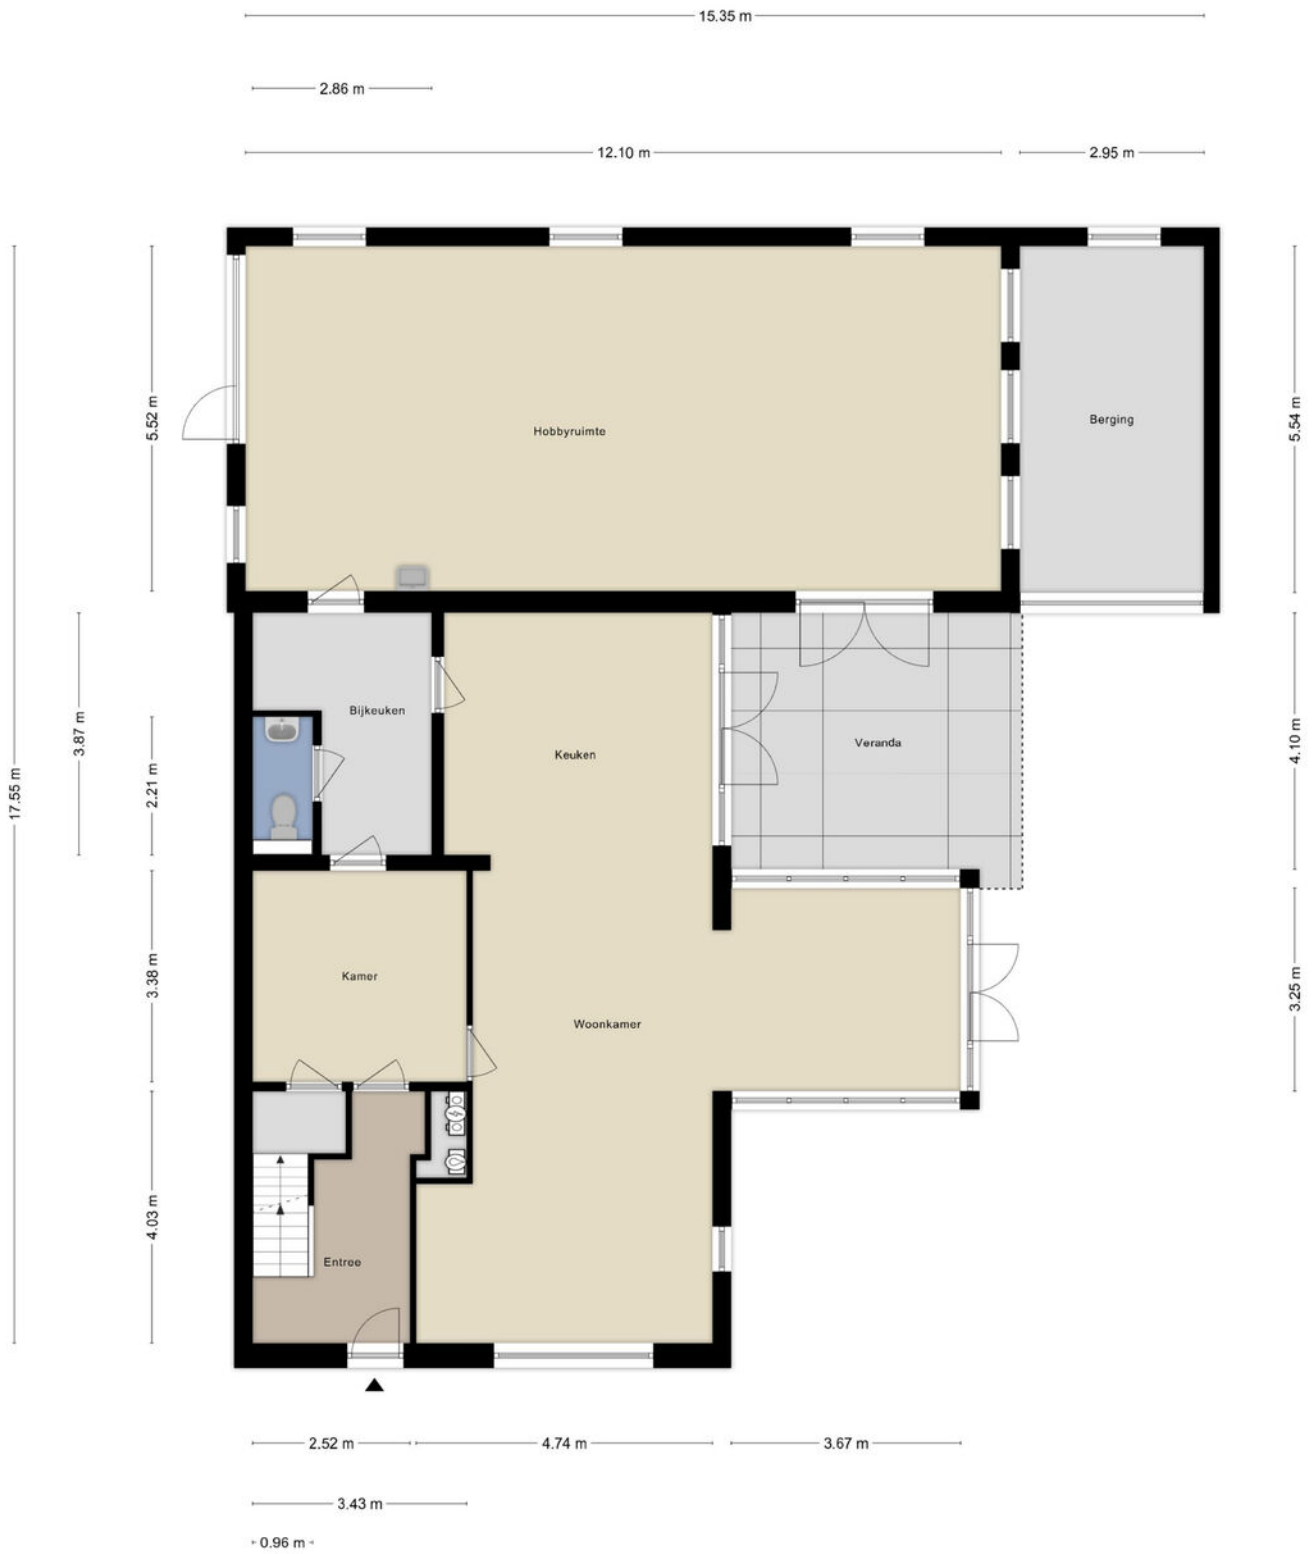 15.35 m
2.86 m
12.10 m
2.95 m
5.52 m
5.54 m
Berging
Hobbyruimte
Bijkeuken
3.87 m
Keuken
Veranda
4.10 m
17.55 m
2.21 m
Kamer
3.38 m
3.25 m
Woonkamer
4.03 m
Entree
2.52 m
4.74 m
3.67 m
3.43 m
0.96 m